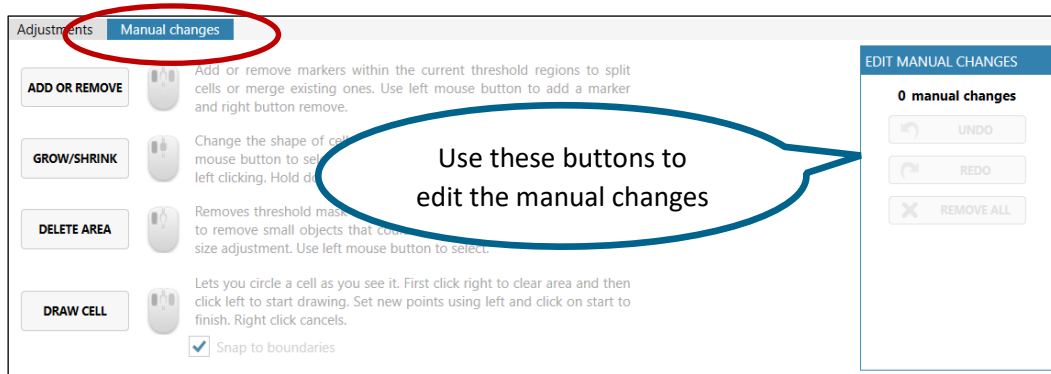 Adjustments Manual changes
ADD OR REMOVE
Add or remove markers within the current threshold regions to split
cells or merge existing ones. Use left mouse button to add a marker
and right button remove.
GROW/SHRINK
Change the shape of
mouse button to
left clicking. Hold
DELETE AREA
Removes threshold mask
to remove small objects that
size adjustment. Use left mouse button to select.
DRAW CELL
Lets you circle a cell as you see it. First click right to clear area and then
click left to start drawing. Set new points using left and click on start to
finish. Right click cancels.
Snap to boundaries
Use these buttons to
edit the manual changes
EDIT MANUAL CHANGES
0 manual changes
UNDO
REDO
REMOVE ALL